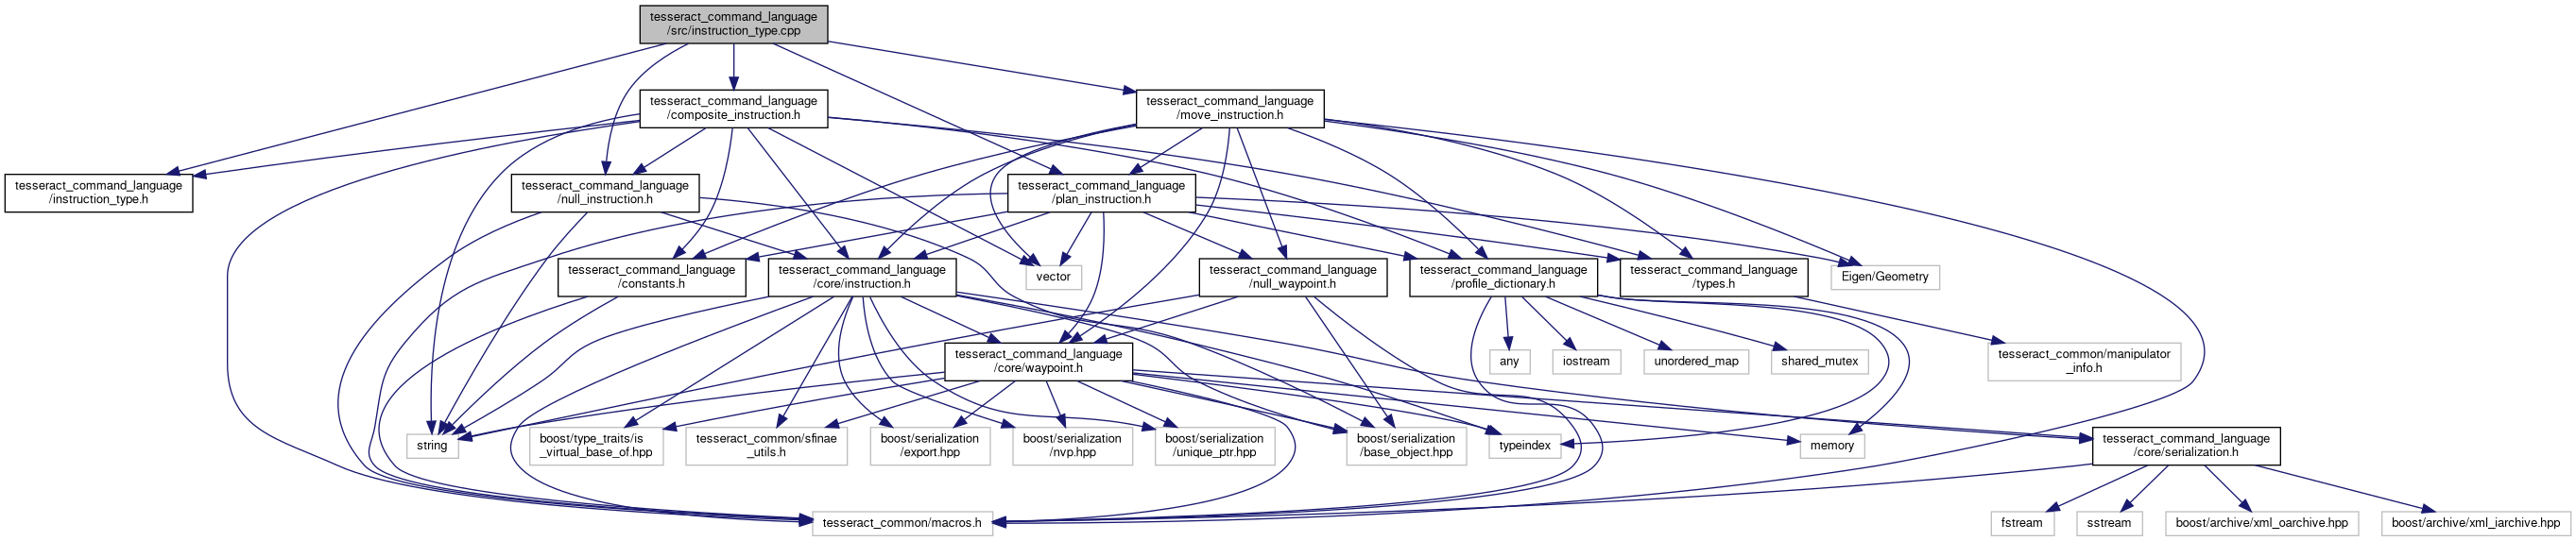 tesseract_command_language
/src/instruction_type.cpp
tesseract_command_language
/composite_instruction.h
tesseract_command_language
/move_instruction.h
tesseract_command_language
/instruction_type.h
tesseract_command_language
/null_instruction.h
tesseract_command_language
/plan_instruction.h
tesseract_command_language
/constants.h
tesseract_command_language
/core/instruction.h
vector
tesseract_command_language
/null_waypoint.h
tesseract_command_language
/profile_dictionary.h
tesseract_command_language
/types.h
Eigen/Geometry
tesseract_command_language
/core/waypoint.h
any
iostream
unordered_map
shared_mutex
tesseract_common/manipulator
_info.h
string
boost/type_traits/is
_virtual_base_of.hpp
tesseract_common/sfinae
_utils.h
boost/serialization
/export.hpp
boost/serialization
/nvp.hpp
boost/serialization
/unique_ptr.hpp
boost/serialization
/base_object.hpp
typeindex
memory
tesseract_command_language
/core/serialization.h
tesseract_common/macros.h
fstream
sstream
boost/archive/xml_oarchive.hpp
boost/archive/xml_iarchive.hpp